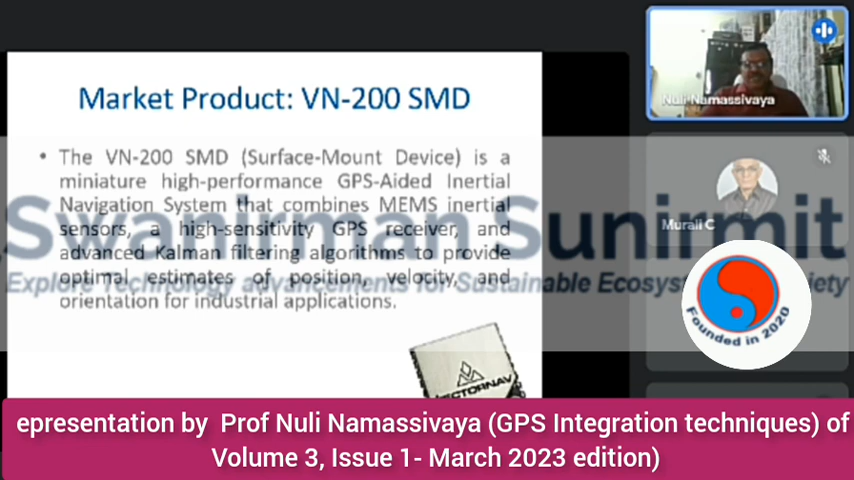 Market Product: VN-200 SMD
• The VN-200 SMD (Surface-Mount Device) is a
miniature high-performance GPS-Aided Inertial
Navigation System that combines MEMS inertial
sensors, a high-sensitivity GPS receiver, and
advanced Kalman filtering algorithms to provide
optimal estimates of position, velocity, and
orientation for industrial applications.
VECTORNAV
Nuli Namassivaya
Murali C
Swanirman Sunirmit
Explore Technology advancements for Sustainable Ecosys ety
Founded in 2020
epresentation by Prof Nuli Namassivaya (GPS Integration techniques) of
Volume 3, Issue 1- March 2023 edition)